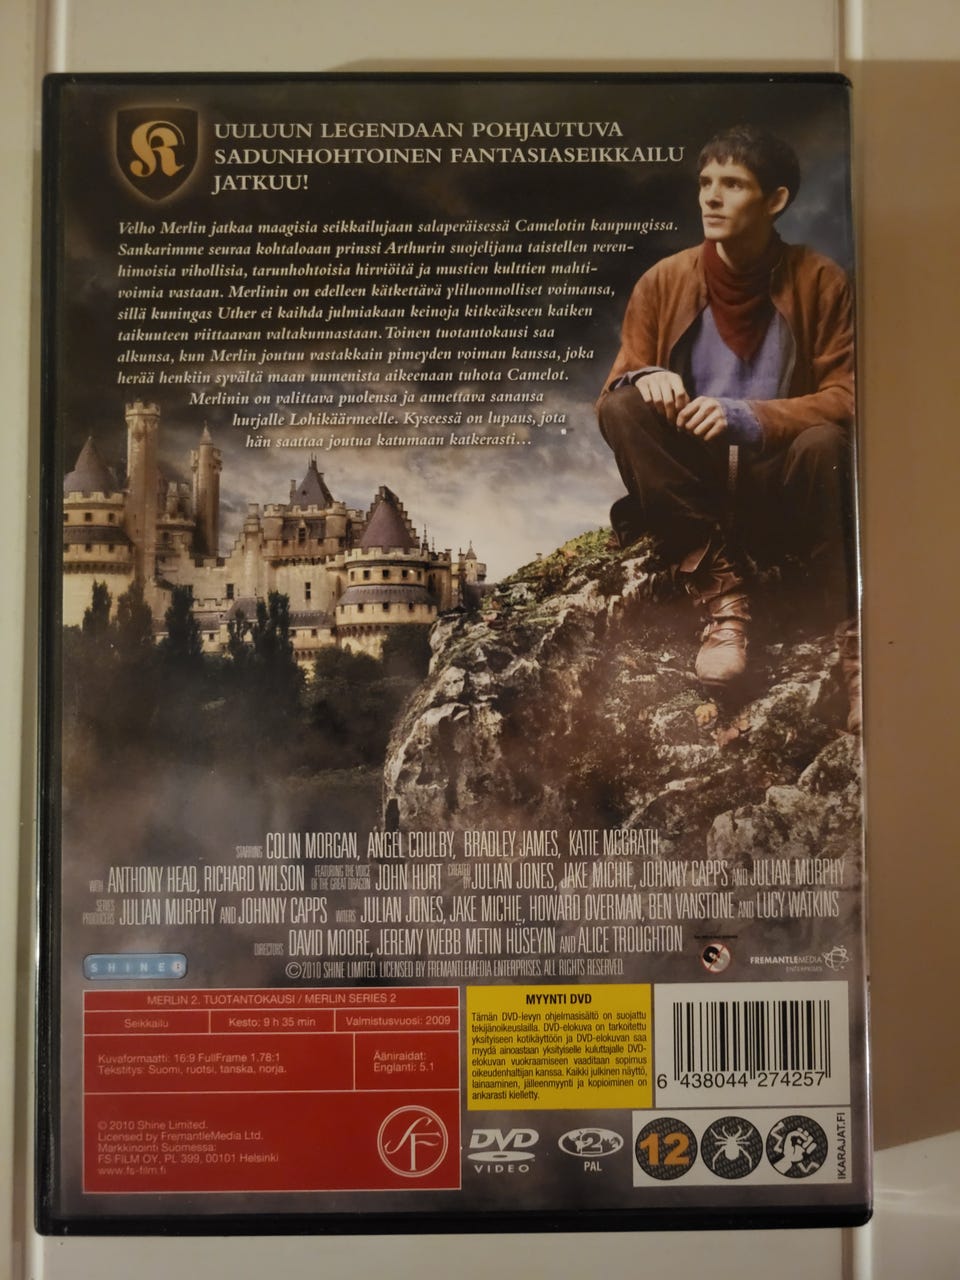 K
UULUUN LEGENDAAN POHJAUTUVA
SADUNHOHTOINEN FANTASIASEIKKAILU
JATKUU!
Velho Merlin jatkaa maagisia seikkailujaan salaperäisessä Camelotin kaupungissa.
Sankarimme seuraa kohtaloaan prinssi Arthurin suojelijana taistellen veren-
himoisia vihollisia, tarunhohtoisia hirviöitä ja mustien kulttien mahti-
voimia vastaan. Merlinin on edelleen kätkettävä yliluonnolliset voimansa,
sillä kuningas Uther ei kaihda julmiakaan keinoja kitkeäkseen kaiken
taikuuteen viittaavan valtakunnastaan. Toinen tuotantokausi saa
alkunsa, kun Merlin joutuu vastakkain pimeyden voiman kanssa, joka
herää henkiin syvältä maan uumenista aikeenaan tuhota Camelot.
Merlinin on valittava puolensa ja annettava sanansa
hurjalle Lohikäärmeelle. Kyseessä on lupaus, jota
hän saattaa joutua katumaan katkerasti...
STARRING COLIN MORGAN, ANGEL COULBY, BRADLEY JAMES, KATIE MCGRATH,
WITH ANTHONY HEAD, RICHARD WILSON FEATURING THE VOICE OF THE GREAT DRAGON JOHN HURT CREATED BY JULIAN JONES, JAKE MICHIE, JOHNNY CAPPS AND JULIAN MURPHY
SERIES PRODUCERS JULIAN MURPHY AND JOHNNY CAPPS WRITERS JULIAN JONES, JAKE MICHIE, HOWARD OVERMAN, BEN VANSTONE AND LUCY WATKINS
DIRECTORS DAVID MOORE, JEREMY WEBB METIN HÜSEYIN AND ALICE TROUGHTON
©2010 SHINE LIMITED. LICENSED BY FREMANTLEMEDIA ENTERPRISES. ALL RIGHTS RESERVED.
SHINE
FREMANTLEMEDIA
ENTERPRISES
MERLIN 2. TUOTANTOKAUSI / MERLIN SERIES 2
Seikkailu
Kesto: 9 h 35 min
Valmistusvuosi: 2009
Kuvaformaatti: 16:9 FullFrame 1.78:1
Tekstitys: Suomi, ruotsi, tanska, norja.
Ääniraidat:
Englanti: 5.1
© 2010 Shine Limited.
Licensed by FremantleMedia Ltd.
Markkinointi Suomessa:
FS FILM OY, PL 399, 00101 Helsinki
www.fs-film.fi
SF
MYYNTI DVD
Tämän DVD-levyn ohjelmasisältö on suojattu
tekijänoikeuslailla. DVD-elokuva on tarkoitettu
yksityiseen kotikäyttöön ja DVD-elokuvan saa
myydä ainoastaan yksityiselle kuluttajalle DVD-
elokuvan vuokraamiseen vaaditaan sopimus
oikeudenhaltijan kanssa. Kaikki julkinen näyttö,
lainaaminen, jälleenmyynti ja kopioiminen on
ankarasti kielletty.
6 438044 274257
DVD
VIDEO
2
PAL
12
IKARAJAT.FI